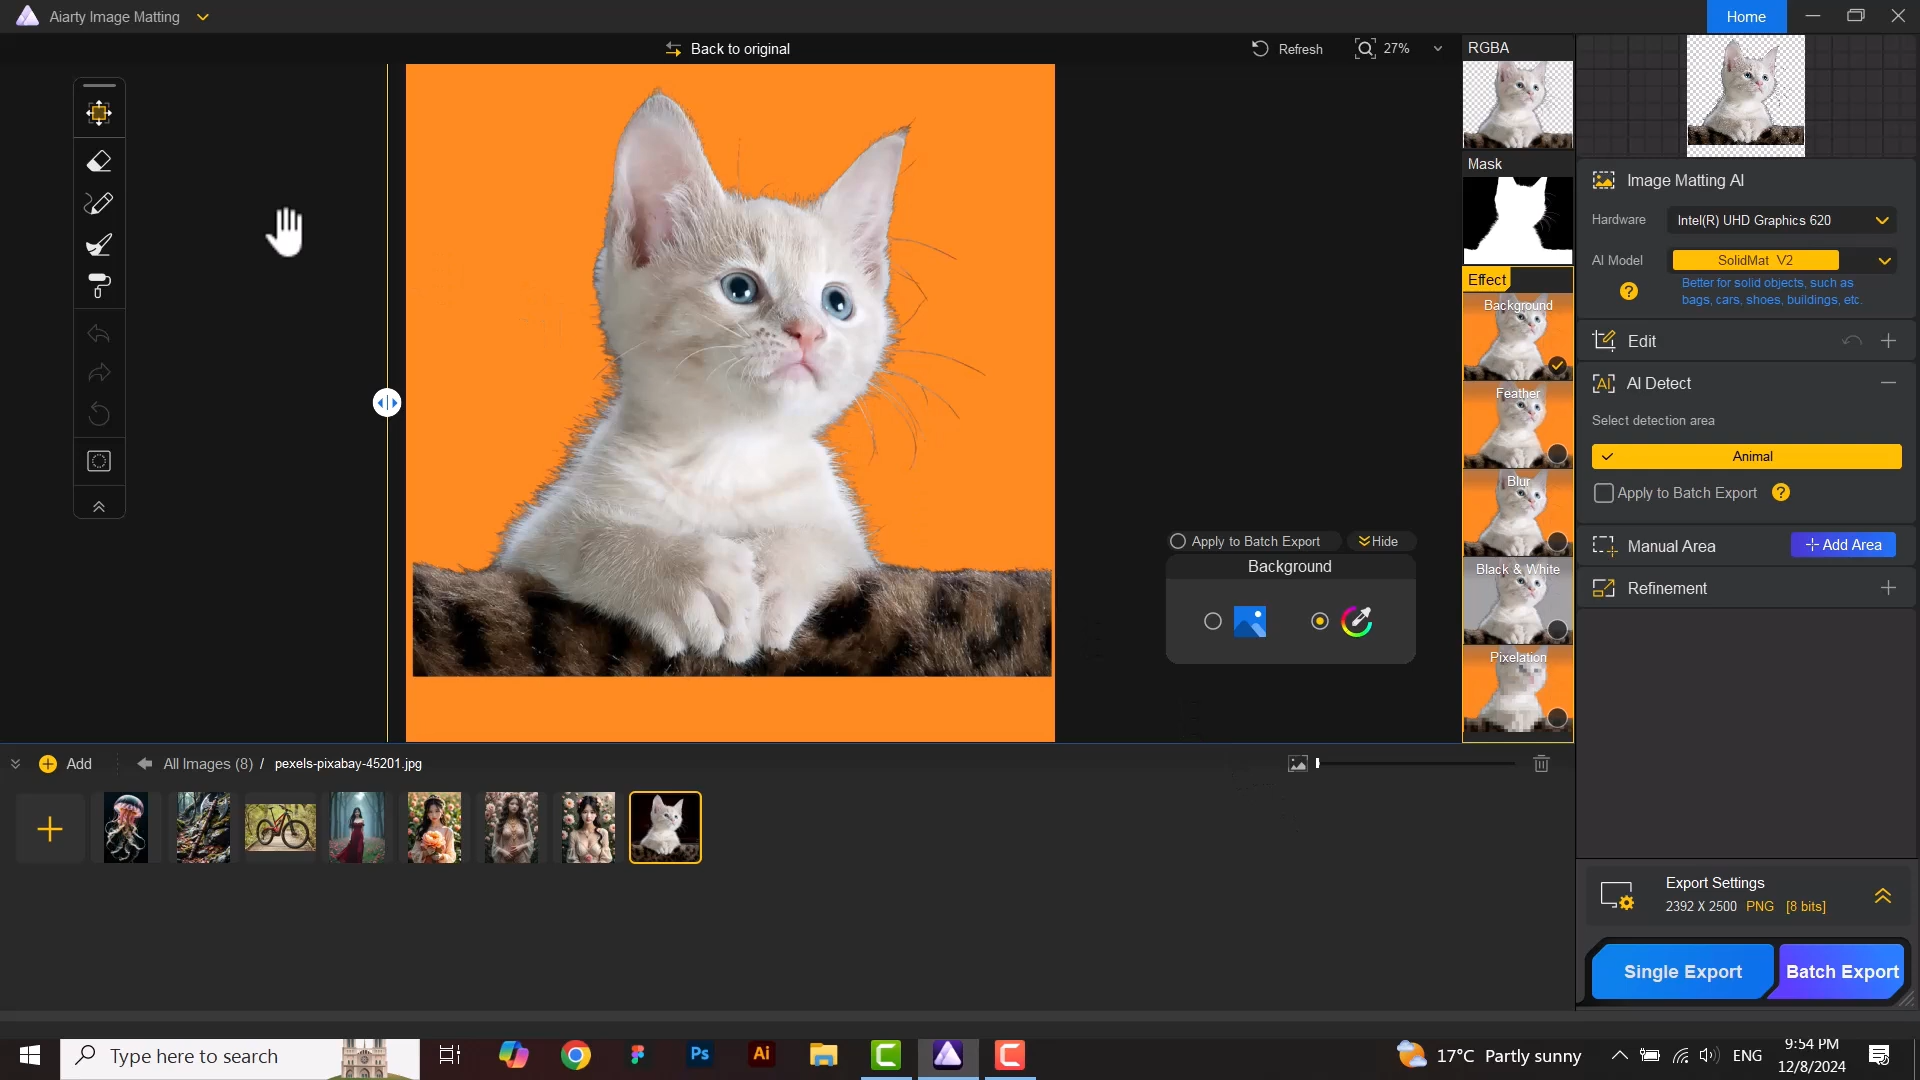 Aiarty Image Matting
Home
Back to original
Refresh
27%
RGBA
Mask
Effect
Background
Feather
Blur
Black & White
Pixelation
Image Matting AI
Hardware
Intel(R) UHD Graphics 620
AI Model
SolidMat V2
?
Better for solid objects, such as
bags, cars, shoes, buildings, etc.
Edit
AI
AI Detect
Select detection area
Animal
Apply to Batch Export ?
Manual Area
Add Area
Refinement
Apply to Batch Export
Hide
Background
Add
All Images (8) / pexels-pixabay-45201.jpg
Export Settings
2392 X 2500 PNG [8 bits]
Single Export
Batch Export
Type here to search
Ps
Ai
17°C Partly sunny
ENG
9:54 PM
12/8/2024